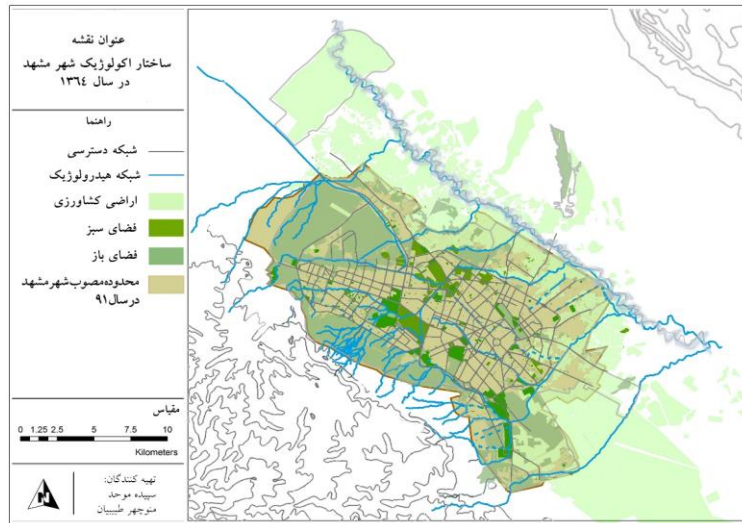 عنوان نقشه
ساختار اکولوژیک شهر مشهد
در سال ١٣٦٤
راهنما
شبکه دسترسی
شبکه هیدرولوژیک
اراضی کشاورزی
فضای سبز
فضای باز
محدوده‌مصوب‌شهرمشهد
درسال٩١
مقیاس
0 1.25 2.5 5 7.5 10
Kilometers
N
تهیه کنندگان:
سپیده موحد
منوچهر طبیبیان